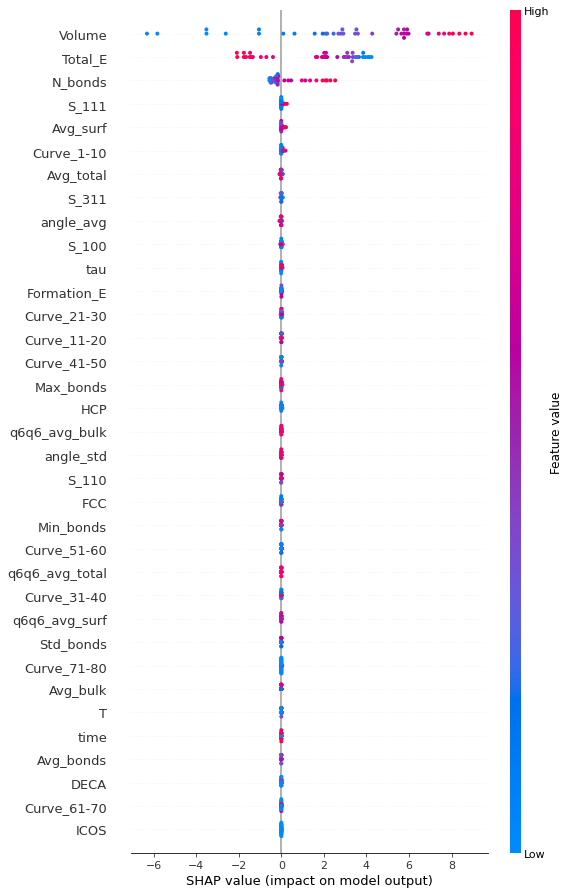 High
Volume
Total_E
N_bonds
S_111
Avg_surf
Curve_1-10
Avg_total
S_311
angle_avg
S_100
tau
Formation_E
Curve_21-30
Curve_11-20
Curve_41-50
Max_bonds
HCP
q6q6_avg_bulk
angle_std
S_110
FCC
Min_bonds
Curve_51-60
q6q6_avg_total
Curve_31-40
q6q6_avg_surf
Std_bonds
Curve_71-80
Avg_bulk
T
time
Avg_bonds
DECA
Curve_61-70
ICOS
Feature value
Low
−6 −4 −2 0 2 4 6 8
SHAP value (impact on model output)